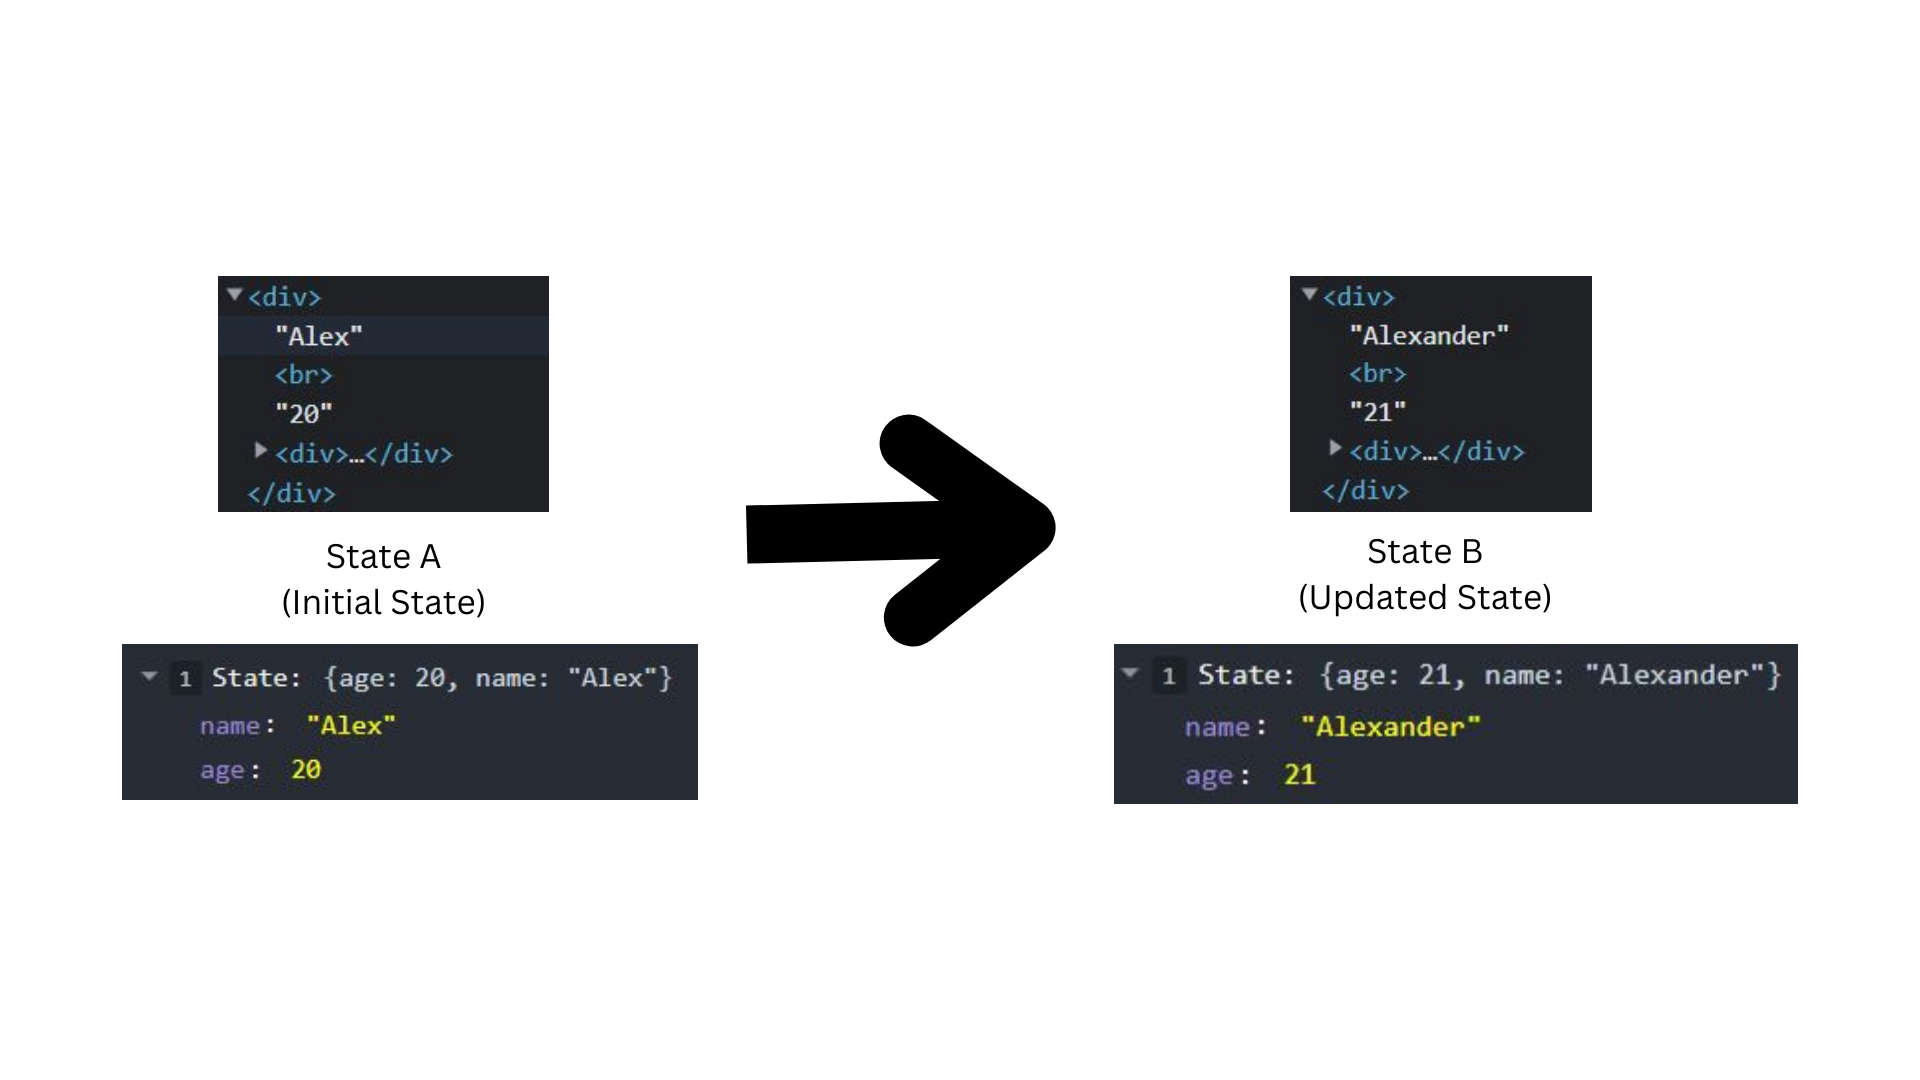 <div>
"Alex"
<br>
"20"
<div>…</div>
</div>
State A
(Initial State)
1 State: {age: 20, name: "Alex"}
name: "Alex"
age: 20
<div>
"Alexander"
<br>
"21"
<div>…</div>
</div>
State B
(Updated State)
1 State: {age: 21, name: "Alexander"}
name: "Alexander"
age: 21